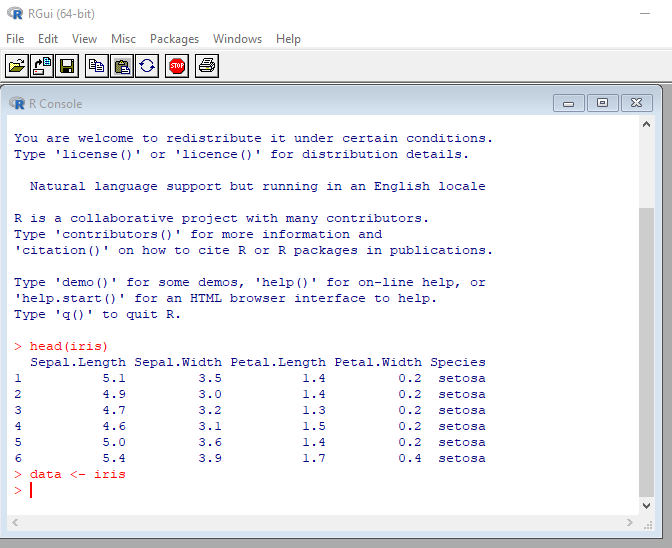 RGui (64-bit)
File Edit View Misc Packages Windows Help
STOP
R Console
You are welcome to redistribute it under certain conditions.
Type 'license()' or 'licence()' for distribution details.
Natural language support but running in an English locale
R is a collaborative project with many contributors.
Type 'contributors()' for more information and
'citation()' on how to cite R or R packages in publications.
Type 'demo()' for some demos, 'help()' for on-line help, or
'help.start()' for an HTML browser interface to help.
Type 'q()' to quit R.
> head(iris)
  Sepal.Length Sepal.Width Petal.Length Petal.Width Species
1          5.1         3.5          1.4         0.2  setosa
2          4.9         3.0          1.4         0.2  setosa
3          4.7         3.2          1.3         0.2  setosa
4          4.6         3.1          1.5         0.2  setosa
5          5.0         3.6          1.4         0.2  setosa
6          5.4         3.9          1.7         0.4  setosa
> data <- iris
>